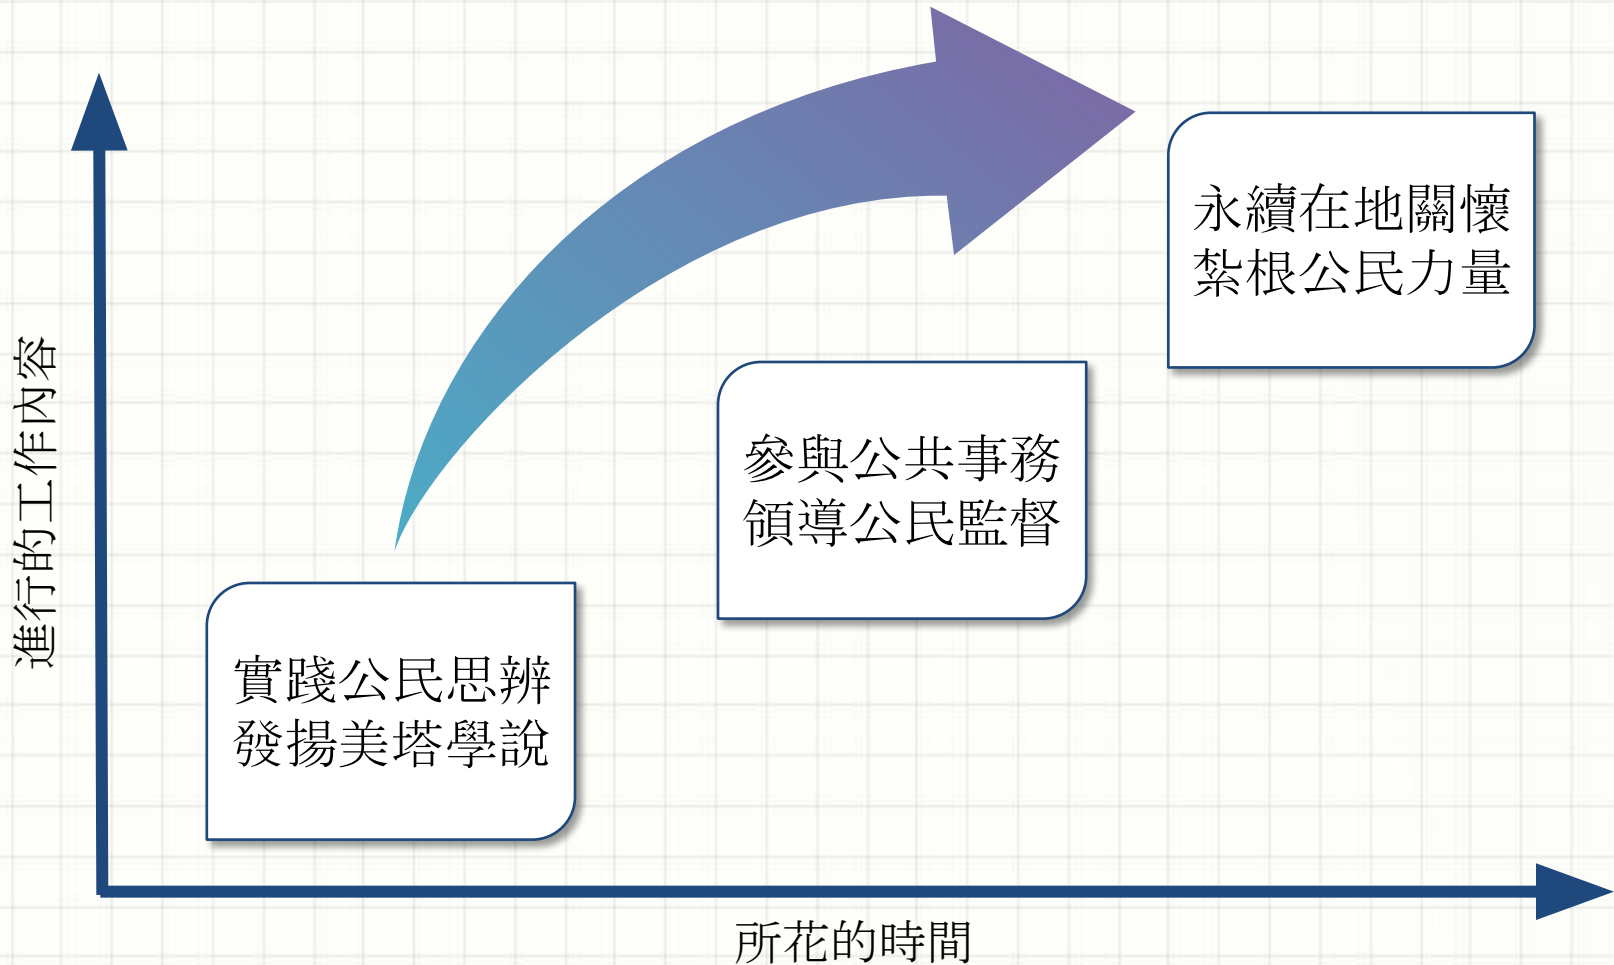 永續在地關懷
紮根公民力量
參與公共事務
領導公民監督
實踐公民思辨
發揚美塔學說
進行的工作內容
所花的時間